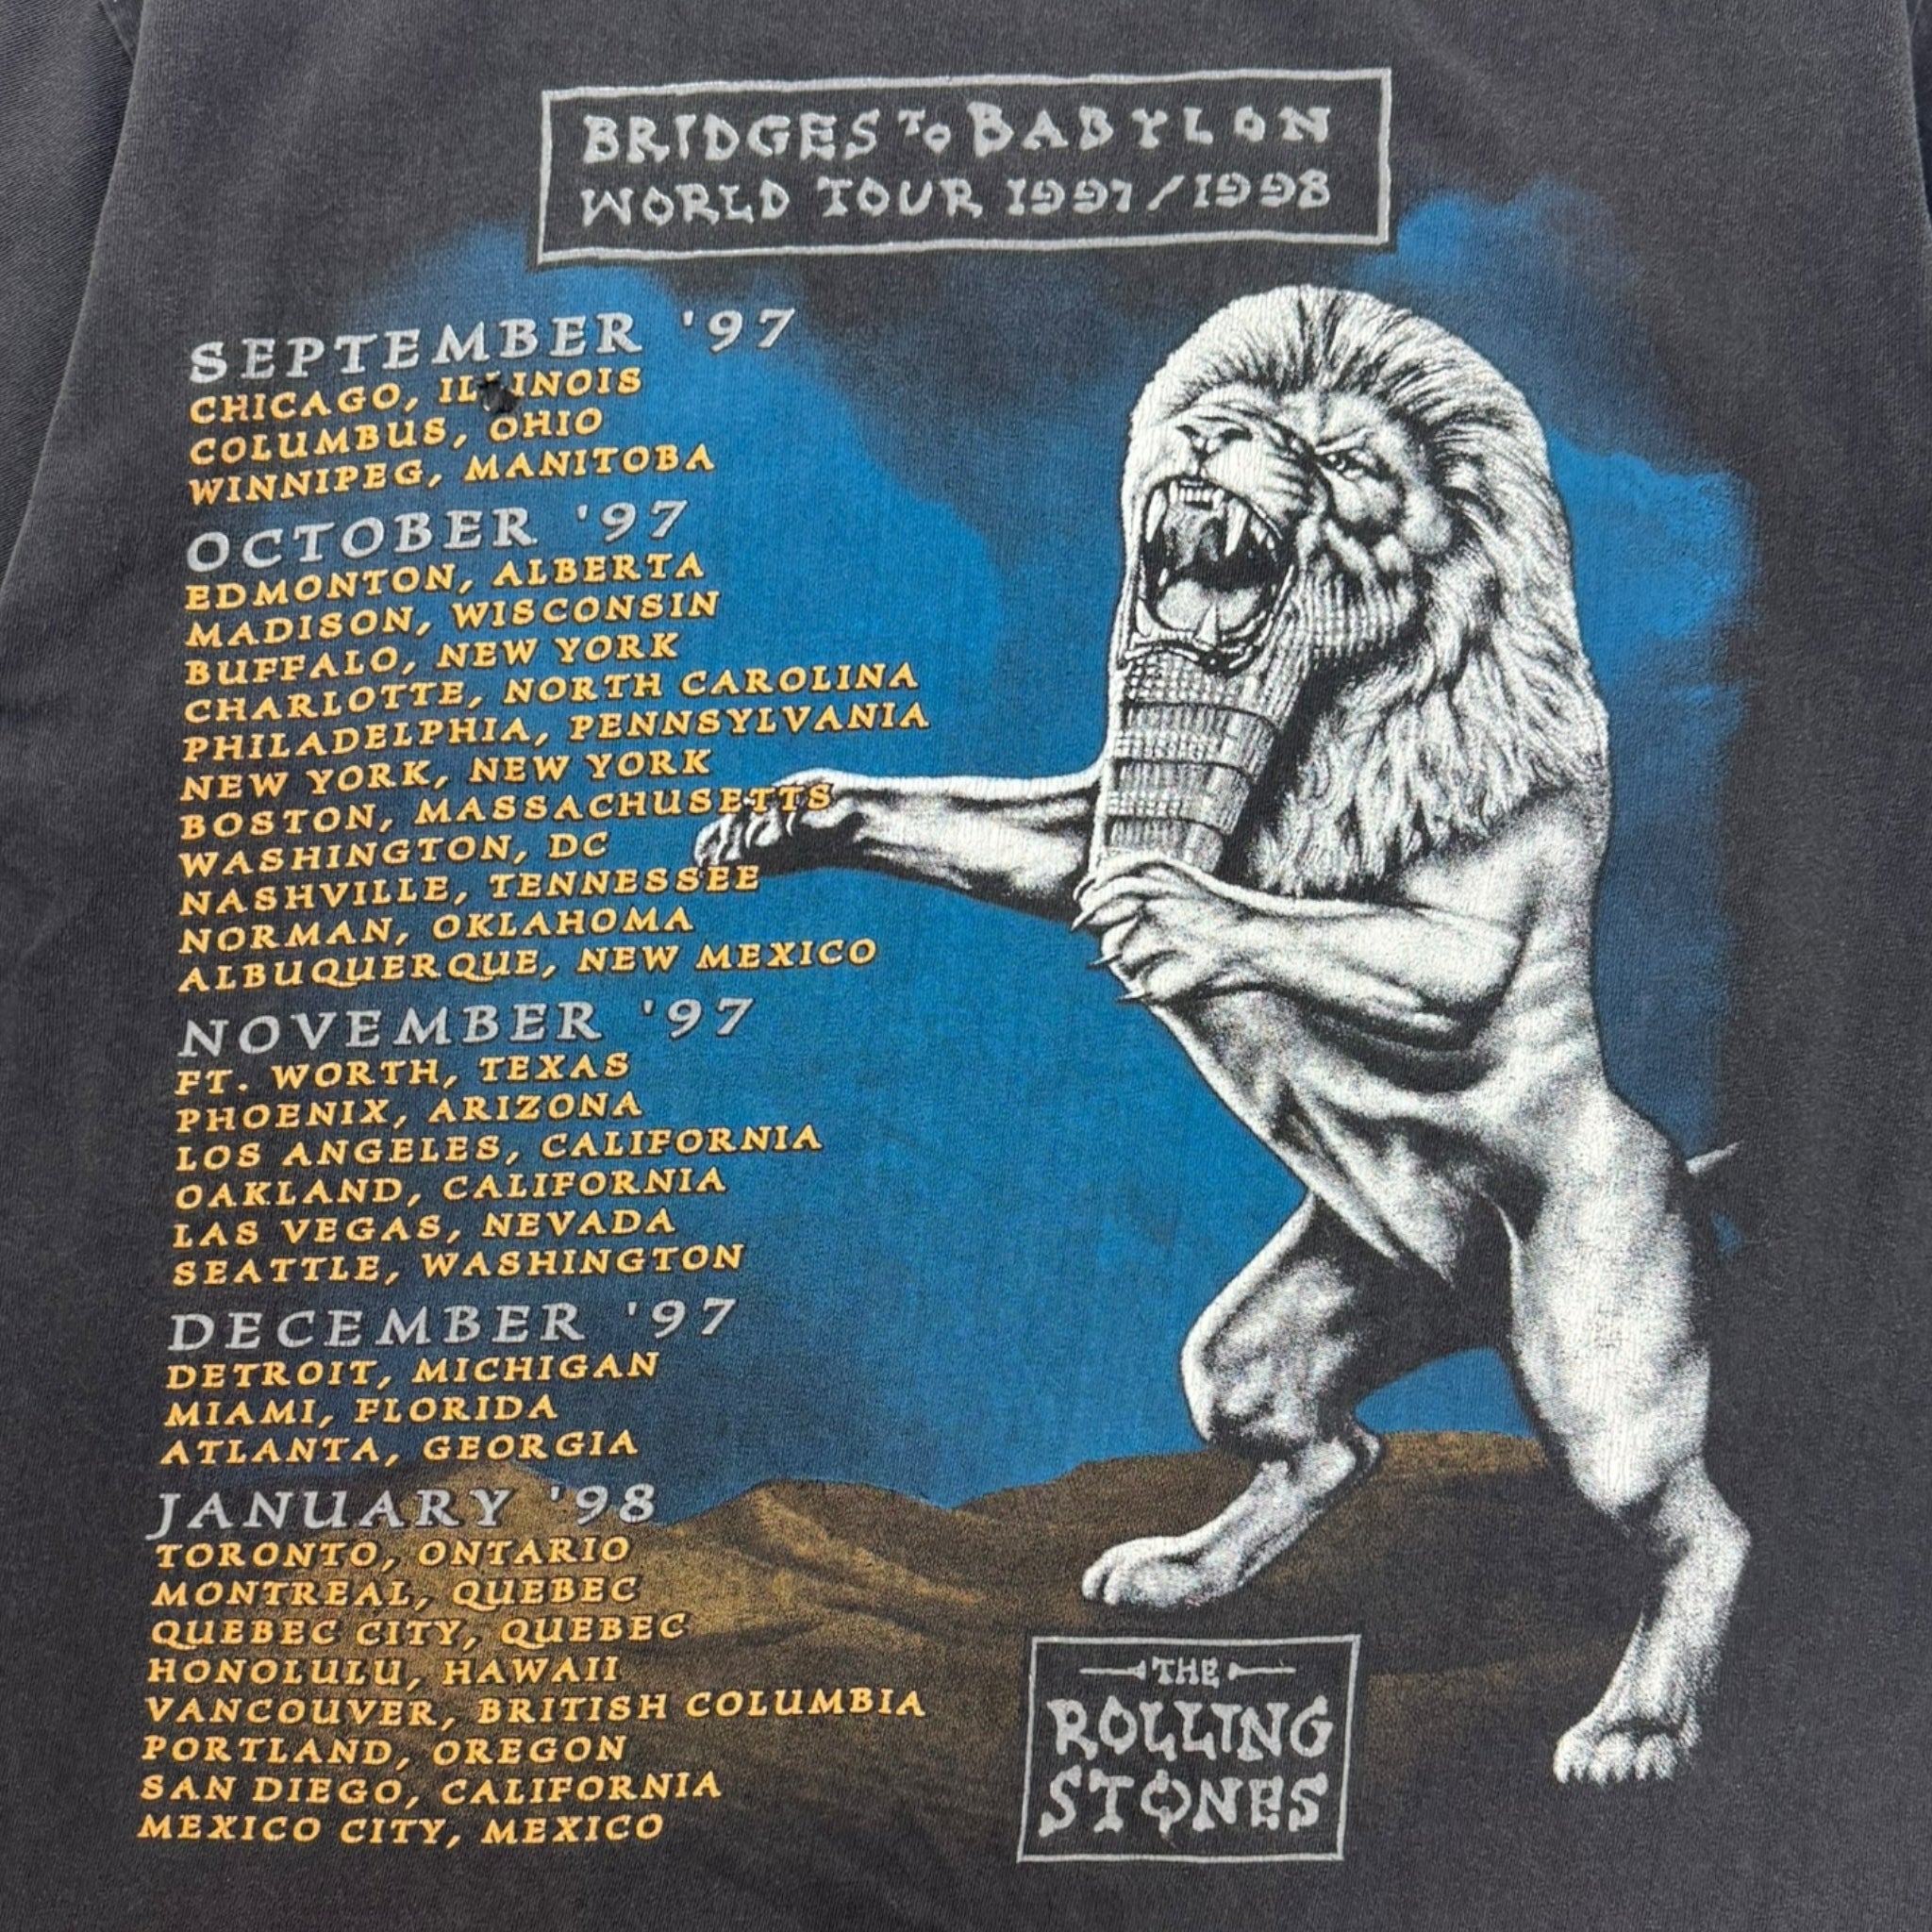 BRIDGES TO BABYLON
WORLD TOUR 1997/1998
SEPTEMBER '97
CHICAGO, ILLINOIS
COLUMBUS, OHIO
WINNIPEG, MANITOBA
OCTOBER '97
EDMONTON, ALBERTA
MADISON, WISCONSIN
BUFFALO, NEW YORK
CHARLOTTE, NORTH CAROLINA
PHILADELPHIA, PENNSYLVANIA
NEW YORK, NEW YORK
BOSTON, MASSACHUSETTS
WASHINGTON, DC
NASHVILLE, TENNESSEE
NORMAN, OKLAHOMA
ALBUQUERQUE, NEW MEXICO
NOVEMBER '97
FT. WORTH, TEXAS
PHOENIX, ARIZONA
LOS ANGELES, CALIFORNIA
OAKLAND, CALIFORNIA
LAS VEGAS, NEVADA
SEATTLE, WASHINGTON
DECEMBER '97
DETROIT, MICHIGAN
MIAMI, FLORIDA
ATLANTA, GEORGIA
JANUARY '98
TORONTO, ONTARIO
MONTREAL, QUEBEC
QUEBEC CITY, QUEBEC
HONOLULU, HAWAII
VANCOUVER, BRITISH COLUMBIA
PORTLAND, OREGON
SAN DIEGO, CALIFORNIA
MEXICO CITY, MEXICO
THE
ROLLING
STONES